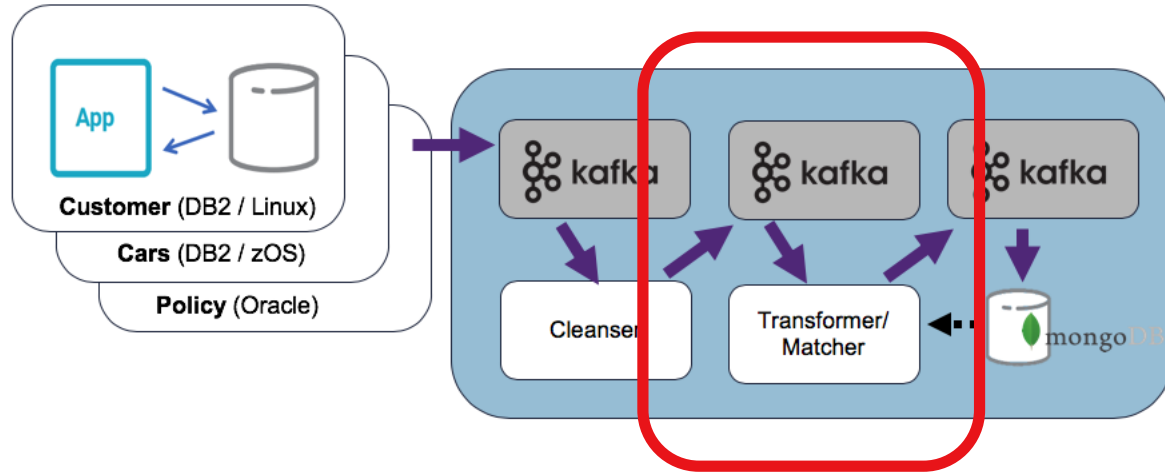 App
Customer (DB2 / Linux)
Cars (DB2 / zOS)
Policy (Oracle)
kafka
kafka
kafka
Cleanser
Transformer/
Matcher
mongoDB